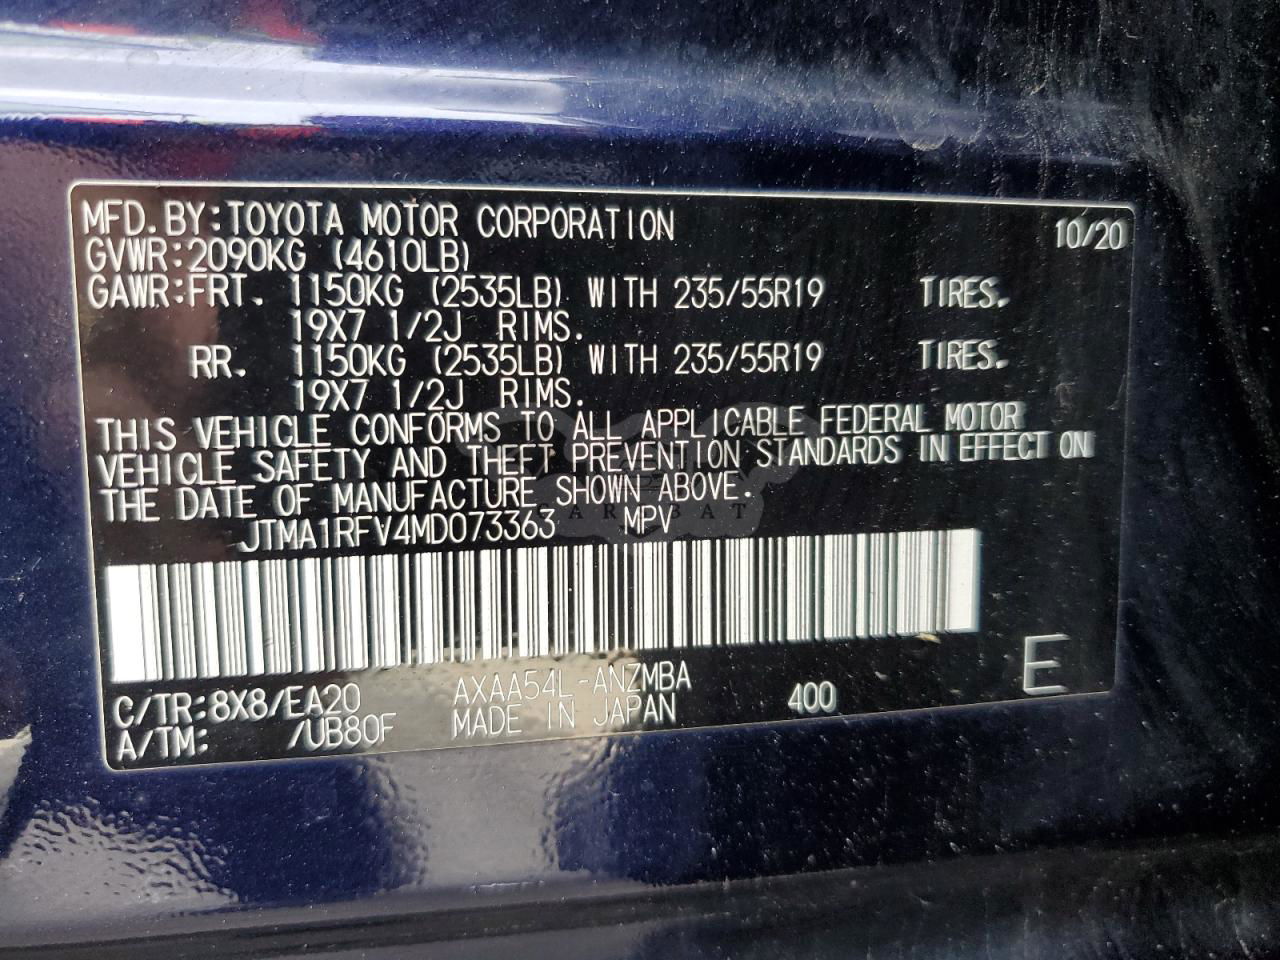 MFD. BY: TOYOTA MOTOR CORPORATION 10/20
GVWR: 2090KG (4610LB)
GAWR: FRT. 1150KG (2535LB) WITH 235/55R19 TIRES.
19X7 1/2J RIMS.
RR. 1150KG (2535LB) WITH 235/55R19 TIRES.
19X7 1/2J RIMS.
THIS VEHICLE CONFORMS TO ALL APPLICABLE FEDERAL MOTOR
VEHICLE SAFETY AND THEFT PREVENTION STANDARDS IN EFFECT ON
THE DATE OF MANUFACTURE SHOWN ABOVE.
CAR BAT
JTMA1RFV4MD073363 MPV
E
C/TR: 8X8/EA20 AXAA54L-ANZMBA 400
A/TM: /UB80F MADE IN JAPAN